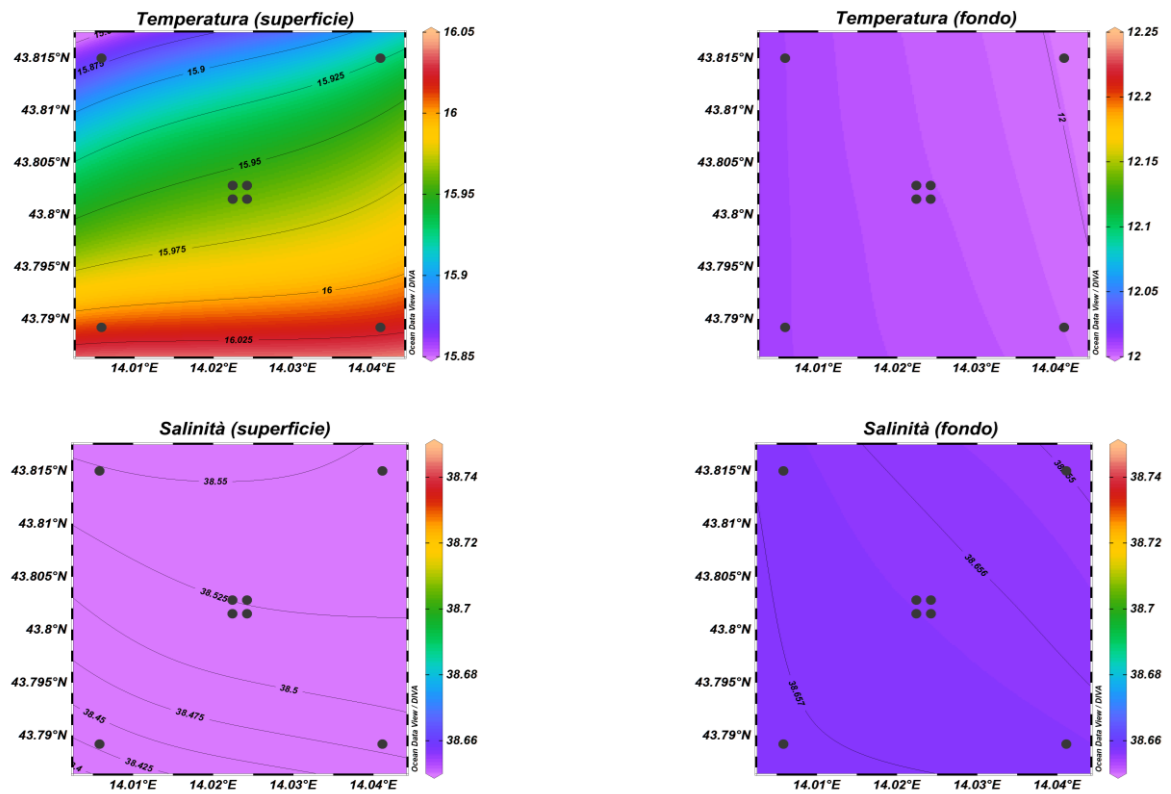 Temperatura (superficie)
43.815°N
43.81°N
43.805°N
43.8°N
43.795°N
43.79°N
15.875
15.9
15.925
15.95
15.975
16
16.025
14.01°E 14.02°E 14.03°E 14.04°E
Ocean Data View / DIVA
16.05
16
15.95
15.9
15.85
Temperatura (fondo)
43.815°N
43.81°N
43.805°N
43.8°N
43.795°N
43.79°N
12
14.01°E 14.02°E 14.03°E 14.04°E
Ocean Data View / DIVA
12.25
12.2
12.15
12.1
12.05
12
Salinità (superficie)
43.815°N
43.81°N
43.805°N
43.8°N
43.795°N
43.79°N
38.55
38.525
38.5
38.475
38.45
38.425
14.01°E 14.02°E 14.03°E 14.04°E
Ocean Data View / DIVA
38.74
38.72
38.7
38.68
38.66
Salinità (fondo)
43.815°N
43.81°N
43.805°N
43.8°N
43.795°N
43.79°N
38.656
38.657
14.01°E 14.02°E 14.03°E 14.04°E
Ocean Data View / DIVA
38.74
38.72
38.7
38.68
38.66